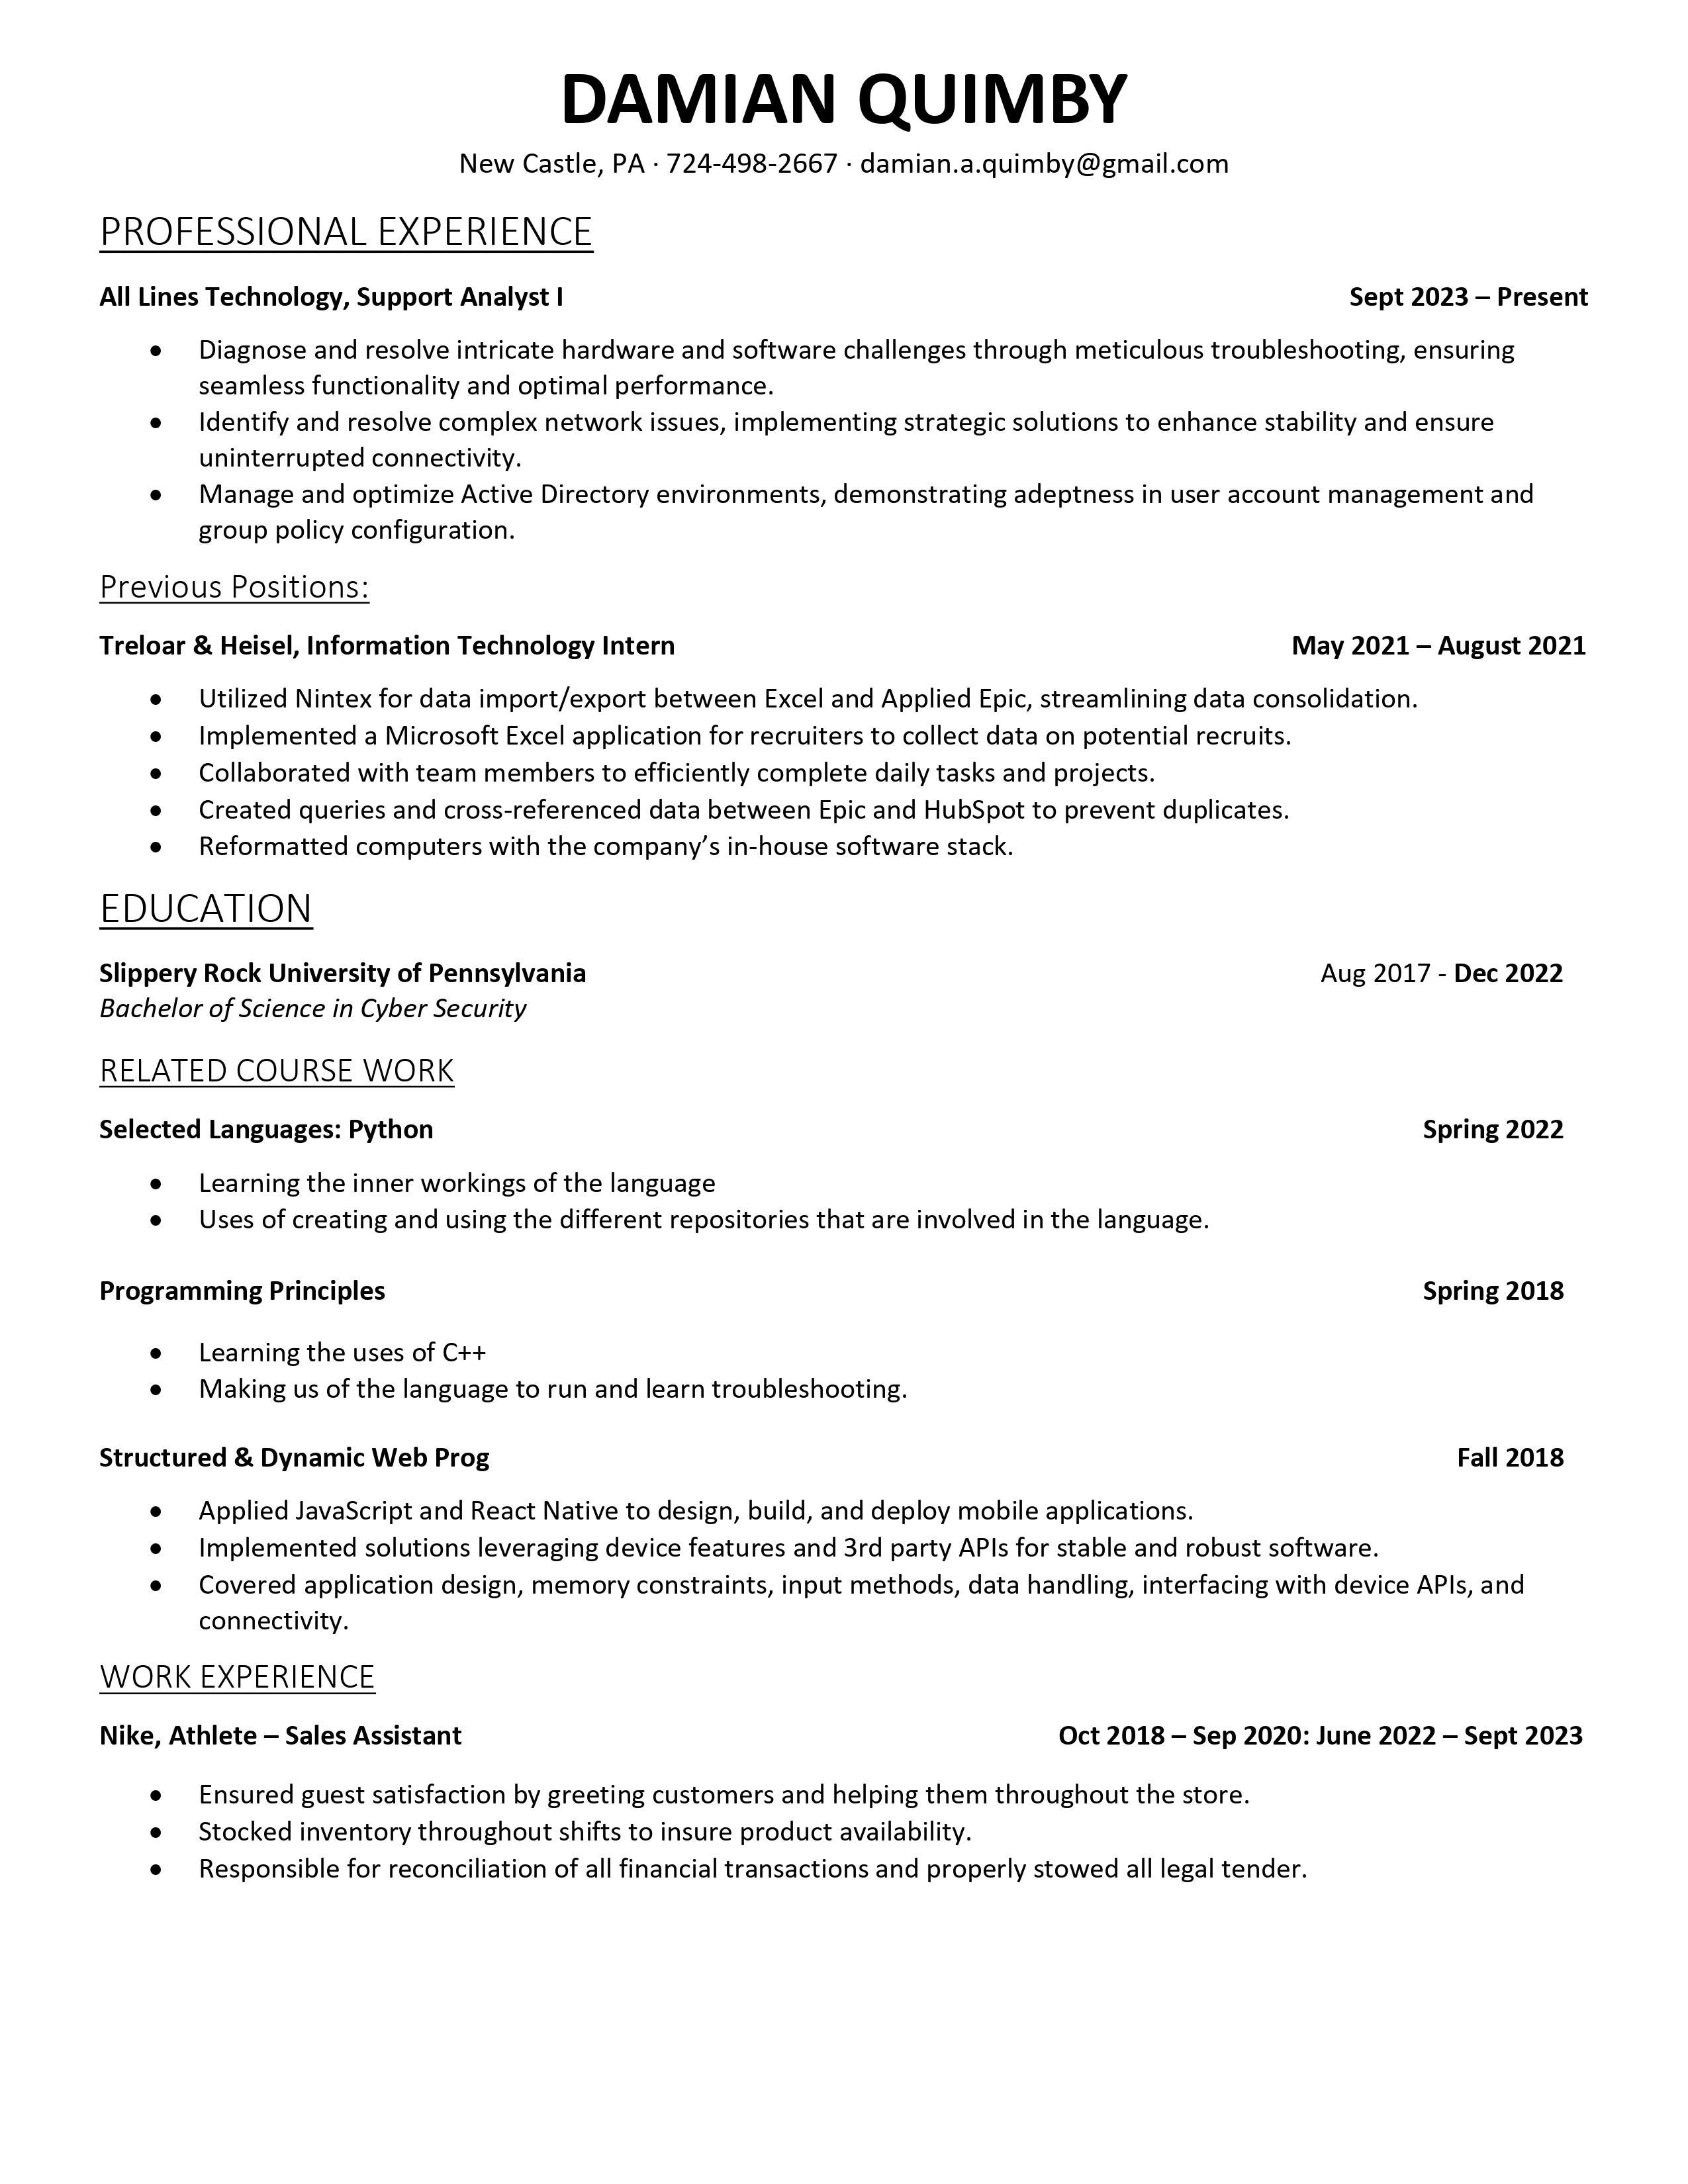 DAMIAN QUIMBY
New Castle, PA · 724-498-2667 · damian.a.quimby@gmail.com
PROFESSIONAL EXPERIENCE
All Lines Technology, Support Analyst I Sept 2023 – Present
• Diagnose and resolve intricate hardware and software challenges through meticulous troubleshooting, ensuring
seamless functionality and optimal performance.
• Identify and resolve complex network issues, implementing strategic solutions to enhance stability and ensure
uninterrupted connectivity.
• Manage and optimize Active Directory environments, demonstrating adeptness in user account management and
group policy configuration.
Previous Positions:
Treloar & Heisel, Information Technology Intern May 2021 – August 2021
• Utilized Nintex for data import/export between Excel and Applied Epic, streamlining data consolidation.
• Implemented a Microsoft Excel application for recruiters to collect data on potential recruits.
• Collaborated with team members to efficiently complete daily tasks and projects.
• Created queries and cross-referenced data between Epic and HubSpot to prevent duplicates.
• Reformatted computers with the company’s in-house software stack.
EDUCATION
Slippery Rock University of Pennsylvania Aug 2017 - Dec 2022
Bachelor of Science in Cyber Security
RELATED COURSE WORK
Selected Languages: Python Spring 2022
• Learning the inner workings of the language
• Uses of creating and using the different repositories that are involved in the language.
Programming Principles Spring 2018
• Learning the uses of C++
• Making us of the language to run and learn troubleshooting.
Structured & Dynamic Web Prog Fall 2018
• Applied JavaScript and React Native to design, build, and deploy mobile applications.
• Implemented solutions leveraging device features and 3rd party APIs for stable and robust software.
• Covered application design, memory constraints, input methods, data handling, interfacing with device APIs, and
connectivity.
WORK EXPERIENCE
Nike, Athlete – Sales Assistant Oct 2018 – Sep 2020: June 2022 – Sept 2023
• Ensured guest satisfaction by greeting customers and helping them throughout the store.
• Stocked inventory throughout shifts to insure product availability.
• Responsible for reconciliation of all financial transactions and properly stowed all legal tender.